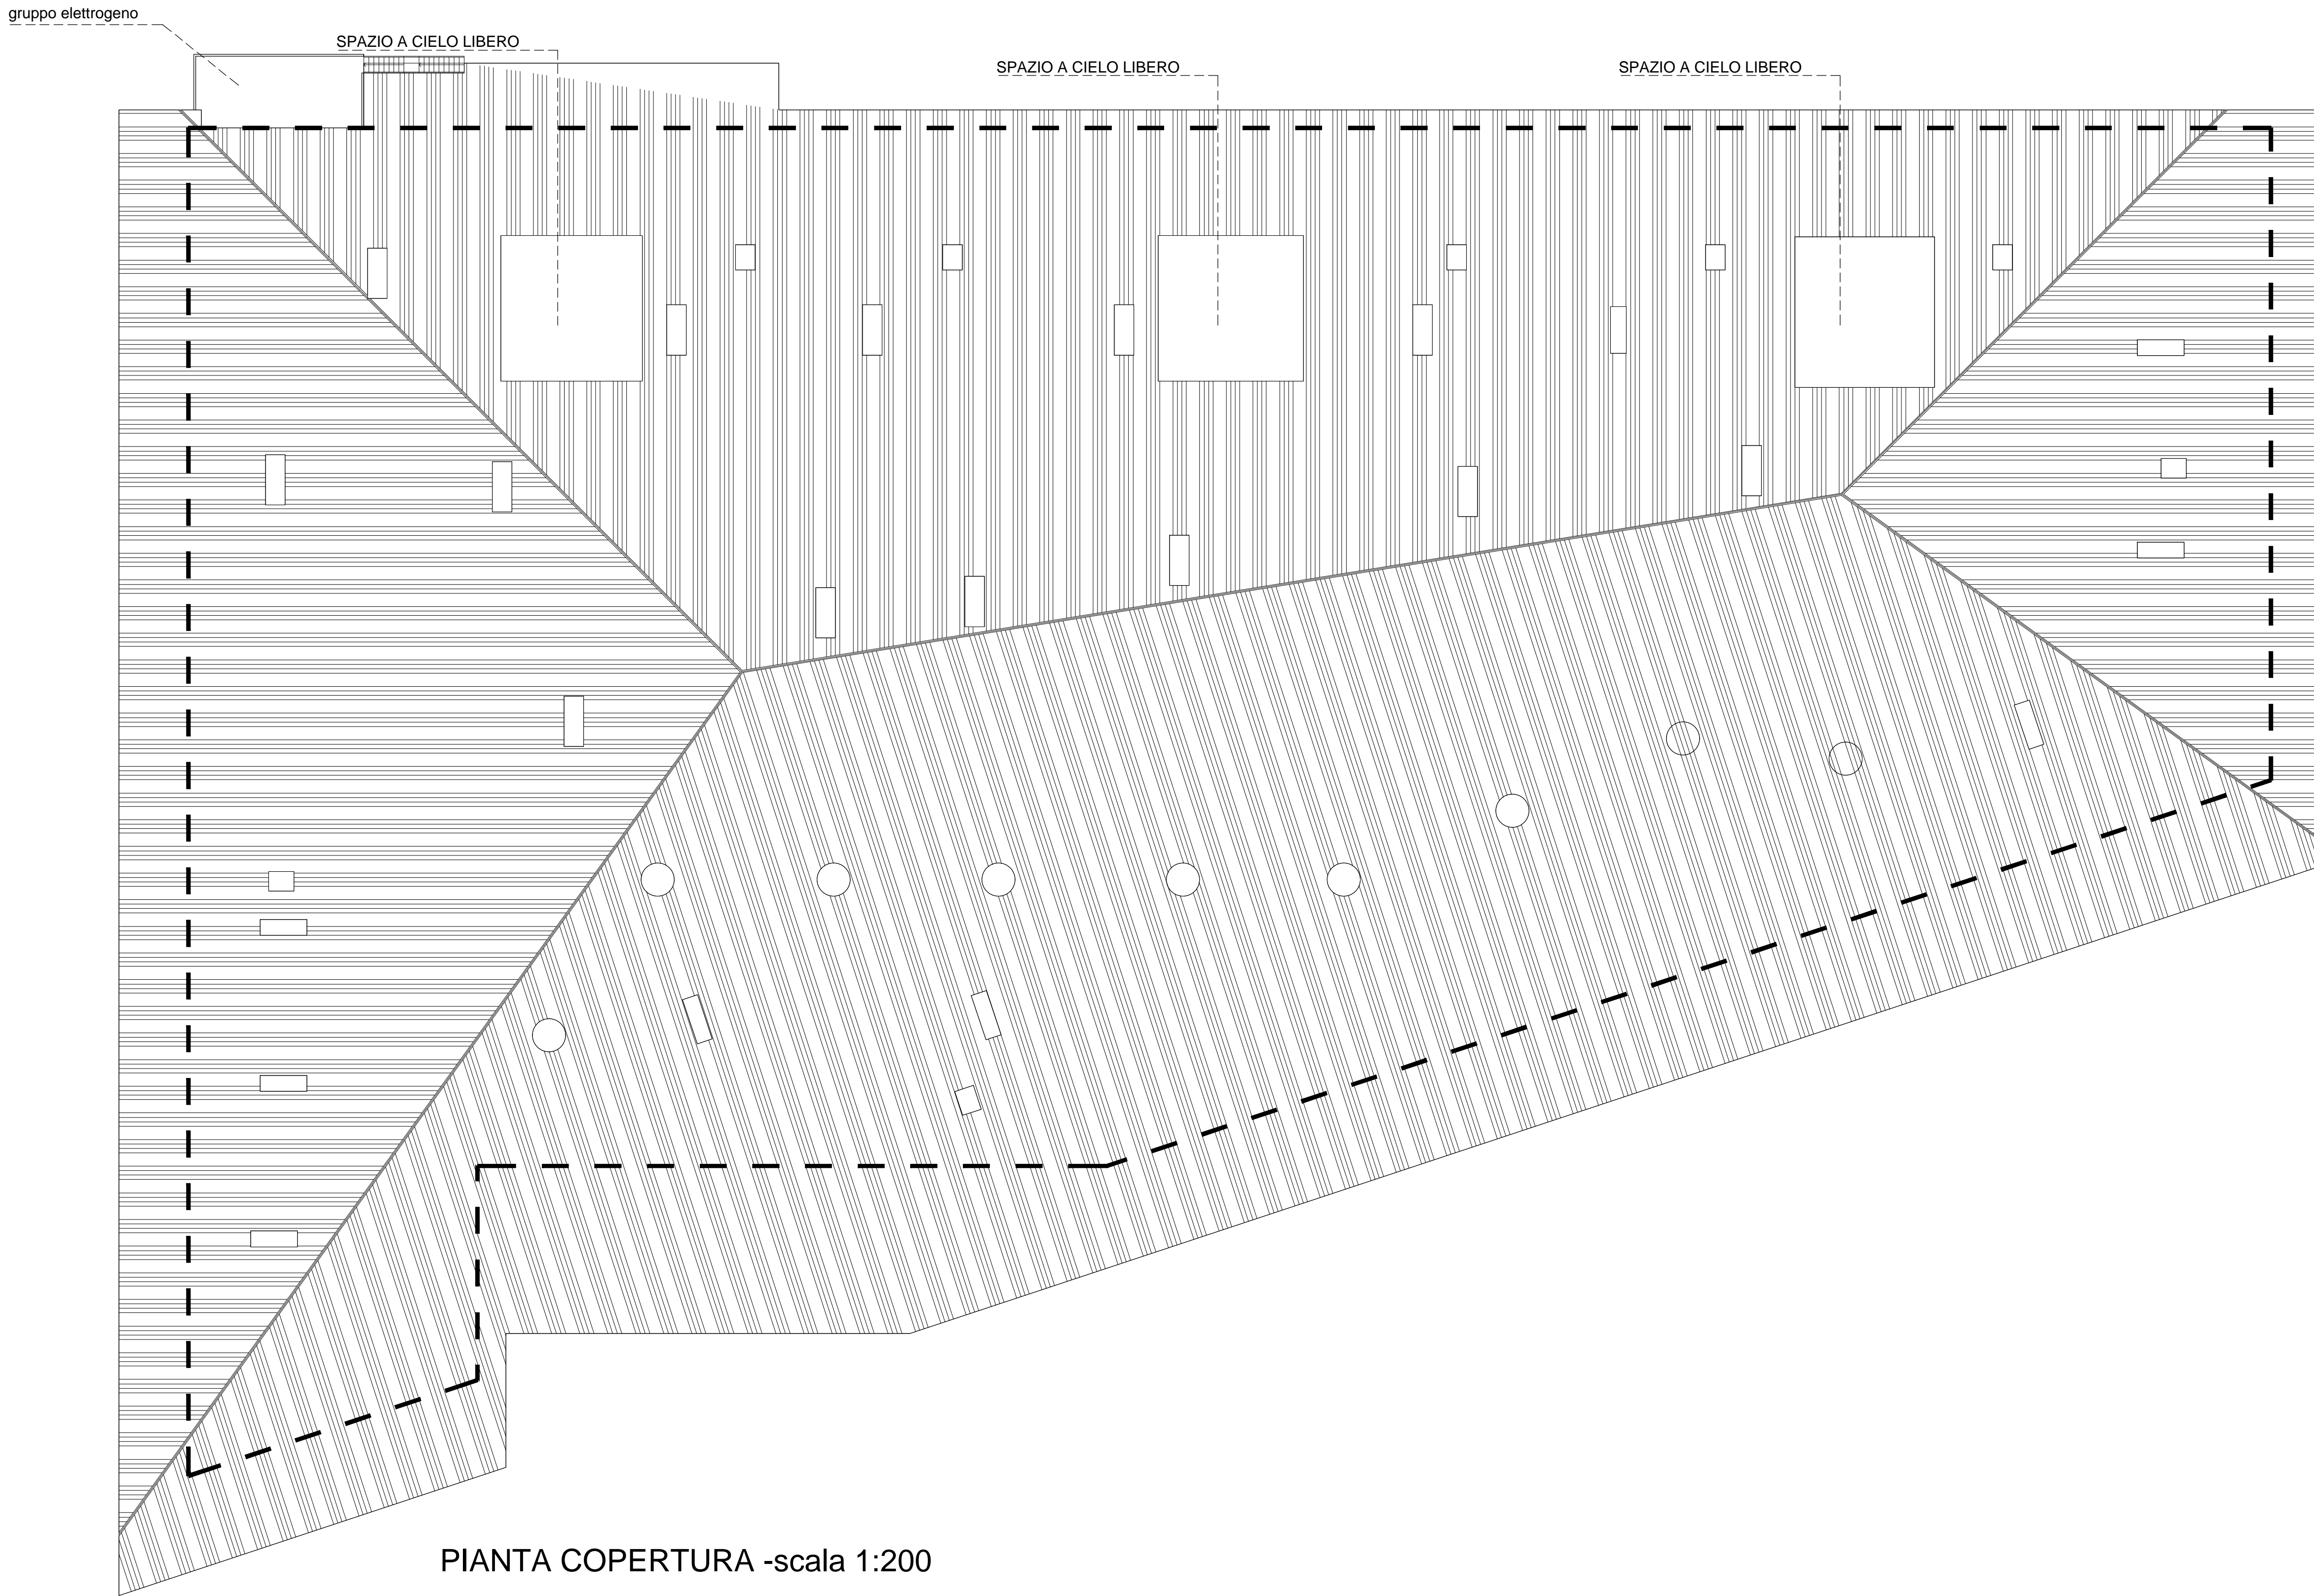 gruppo elettrogeno
SPAZIO A CIELO LIBERO
SPAZIO A CIELO LIBERO
SPAZIO A CIELO LIBERO
PIANTA COPERTURA -scala 1:200